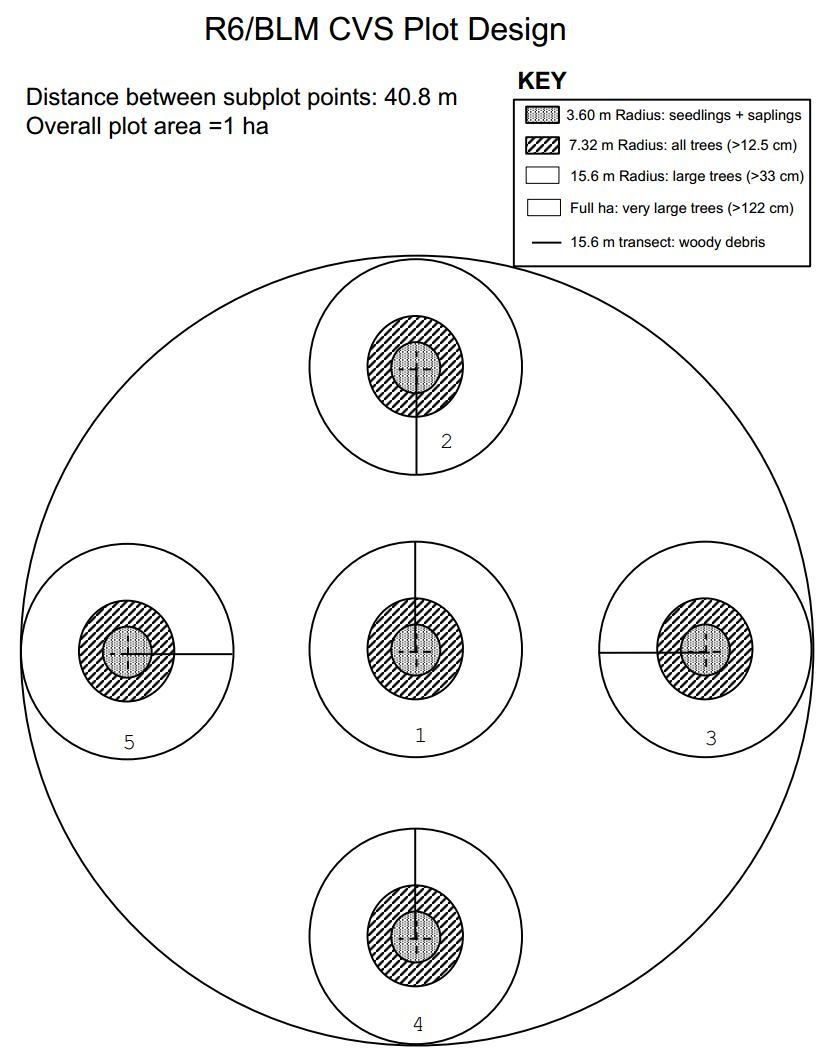 R6/BLM CVS Plot Design
Distance between subplot points: 40.8 m
Overall plot area =1 ha
KEY
3.60 m Radius: seedlings + saplings
7.32 m Radius: all trees (>12.5 cm)
15.6 m Radius: large trees (>33 cm)
Full ha: very large trees (>122 cm)
15.6 m transect: woody debris
2
5
1
3
4